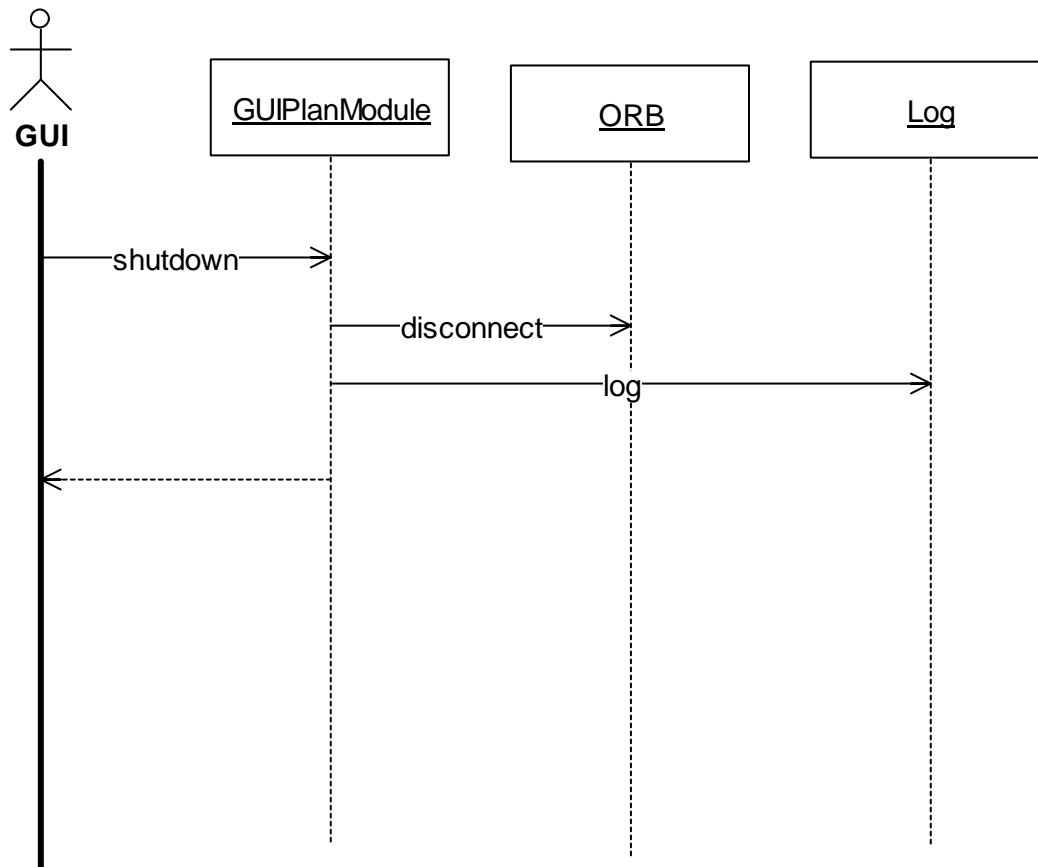 GUI
GUIPlanModule
ORB
Log
shutdown
disconnect
log